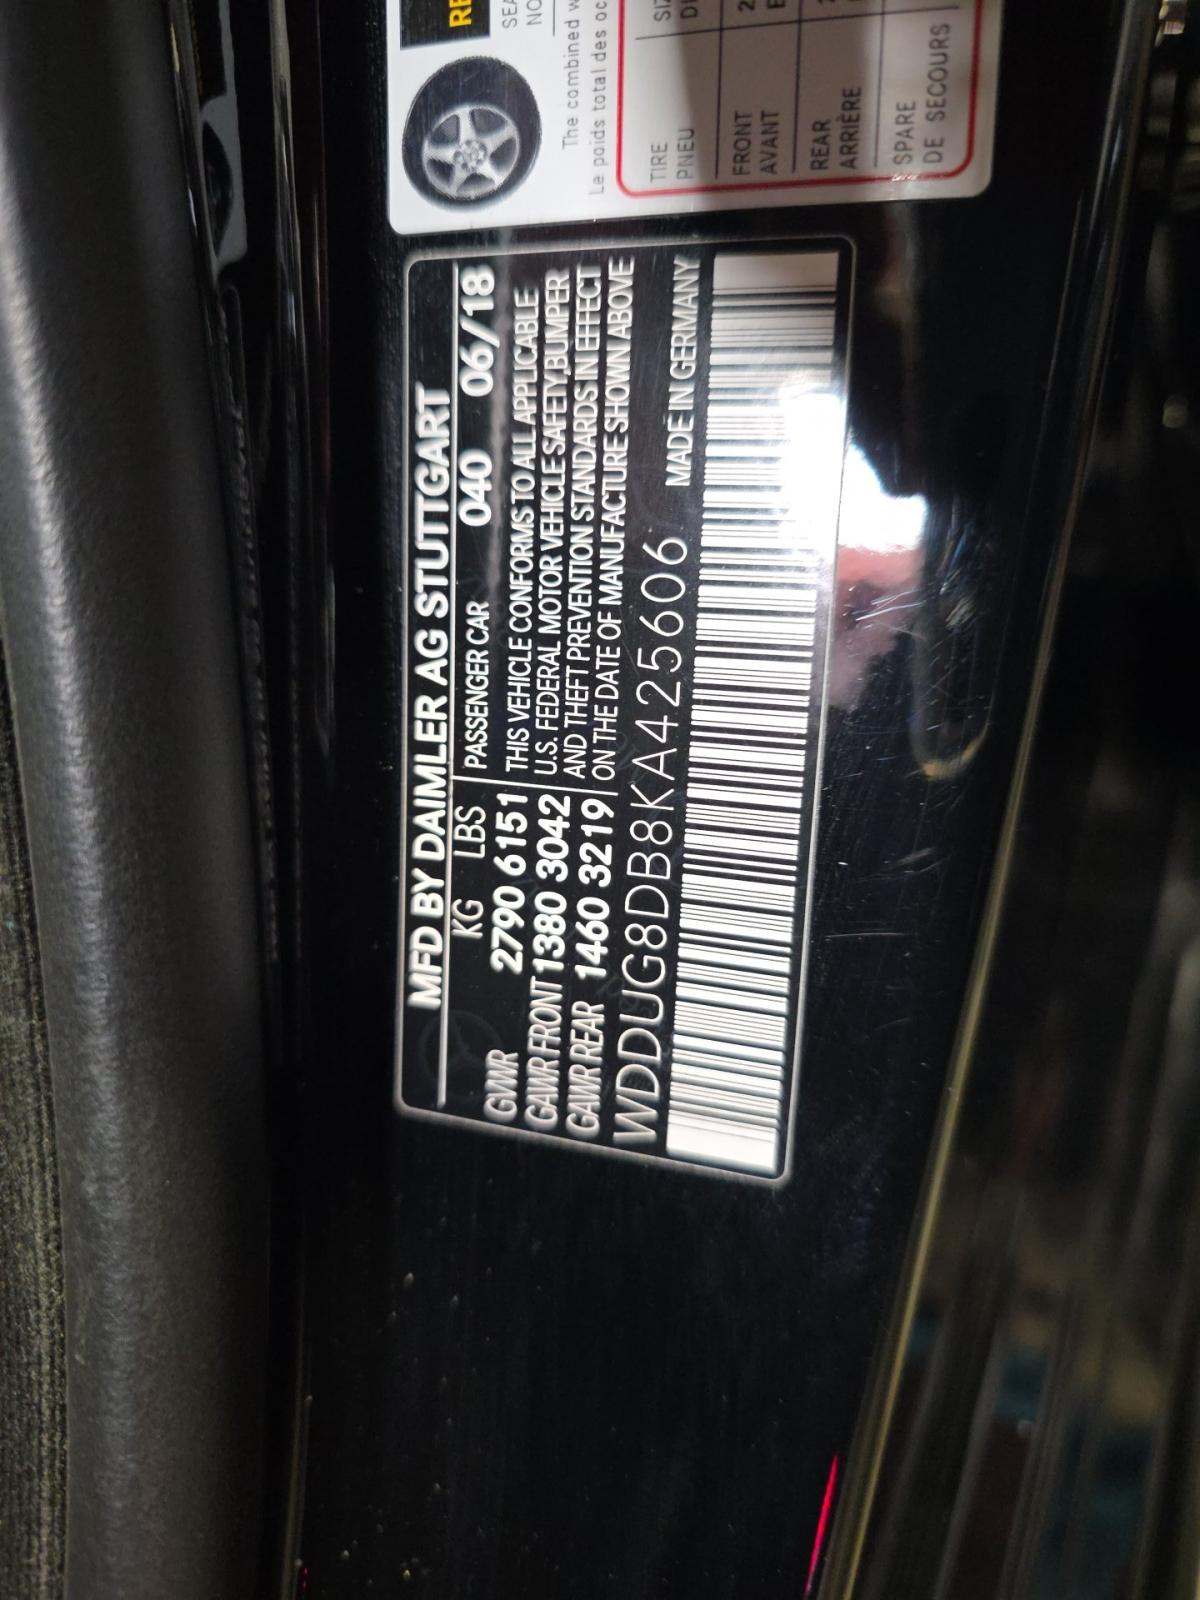 MFD BY DAIMLER AG STUTTGART
KG LBS PASSENGER CAR 040 06/18
GVWR 2790 6151 THIS VEHICLE CONFORMS TO ALL APPLICABLE
GAWR FRONT 1380 3042 U.S. FEDERAL MOTOR VEHICLE SAFETY, BUMPER
GAWR REAR 1460 3219 AND THEFT PREVENTION STANDARDS IN EFFECT
ON THE DATE OF MANUFACTURE SHOWN ABOVE
WDDUG8DB8KA425606 MADE IN GERMANY
The combined
Le poids total des
TIRE
PNEU
FRONT
AVANT
REAR
ARRIÈRE
SPARE
DE SECOURS